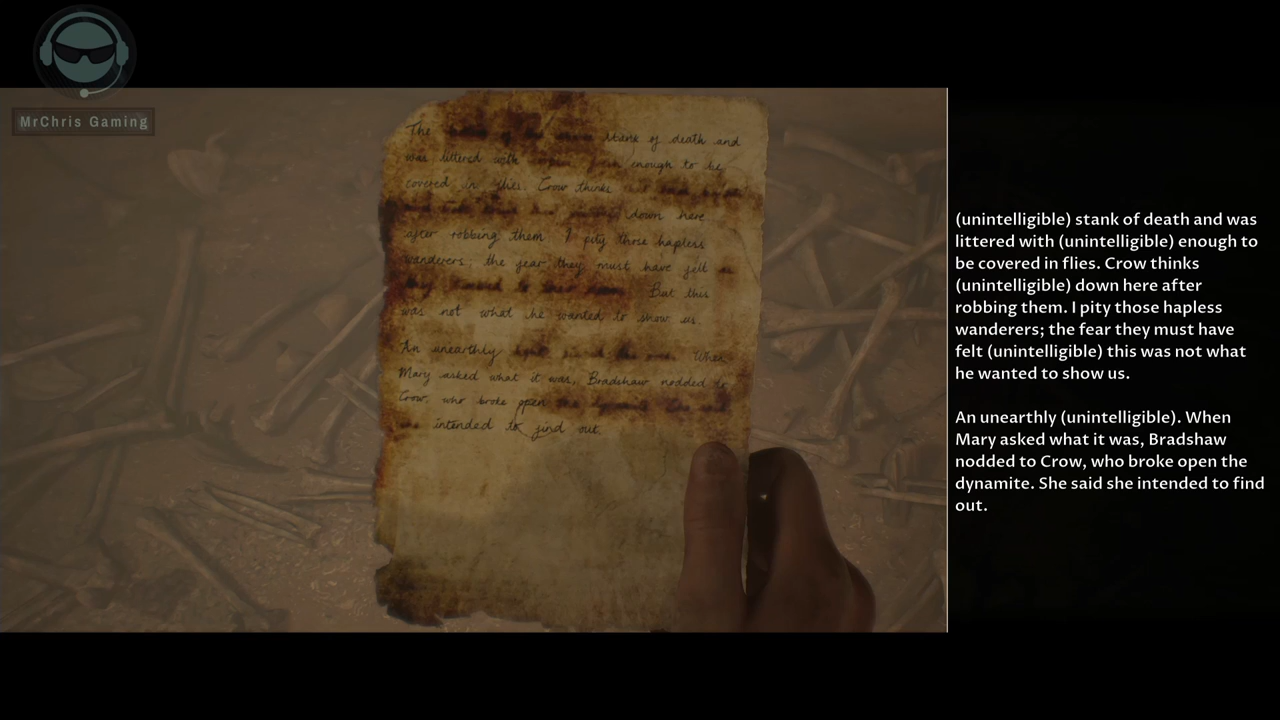 MrChris Gaming
The stank of death and
was littered with enough to be
covered in flies. Crow thinks
down here
after robbing them. I pity those hapless
wanderers; the fear they must have felt
But this
was not what he wanted to show us.
An unearthly When
Mary asked what it was, Bradshaw nodded to
Crow, who broke open the dynamite. She said
she intended to find out.
(unintelligible) stank of death and was
littered with (unintelligible) enough to
be covered in flies. Crow thinks
(unintelligible) down here after
robbing them. I pity those hapless
wanderers; the fear they must have
felt (unintelligible) this was not what
he wanted to show us.
An unearthly (unintelligible). When
Mary asked what it was, Bradshaw
nodded to Crow, who broke open the
dynamite. She said she intended to find
out.